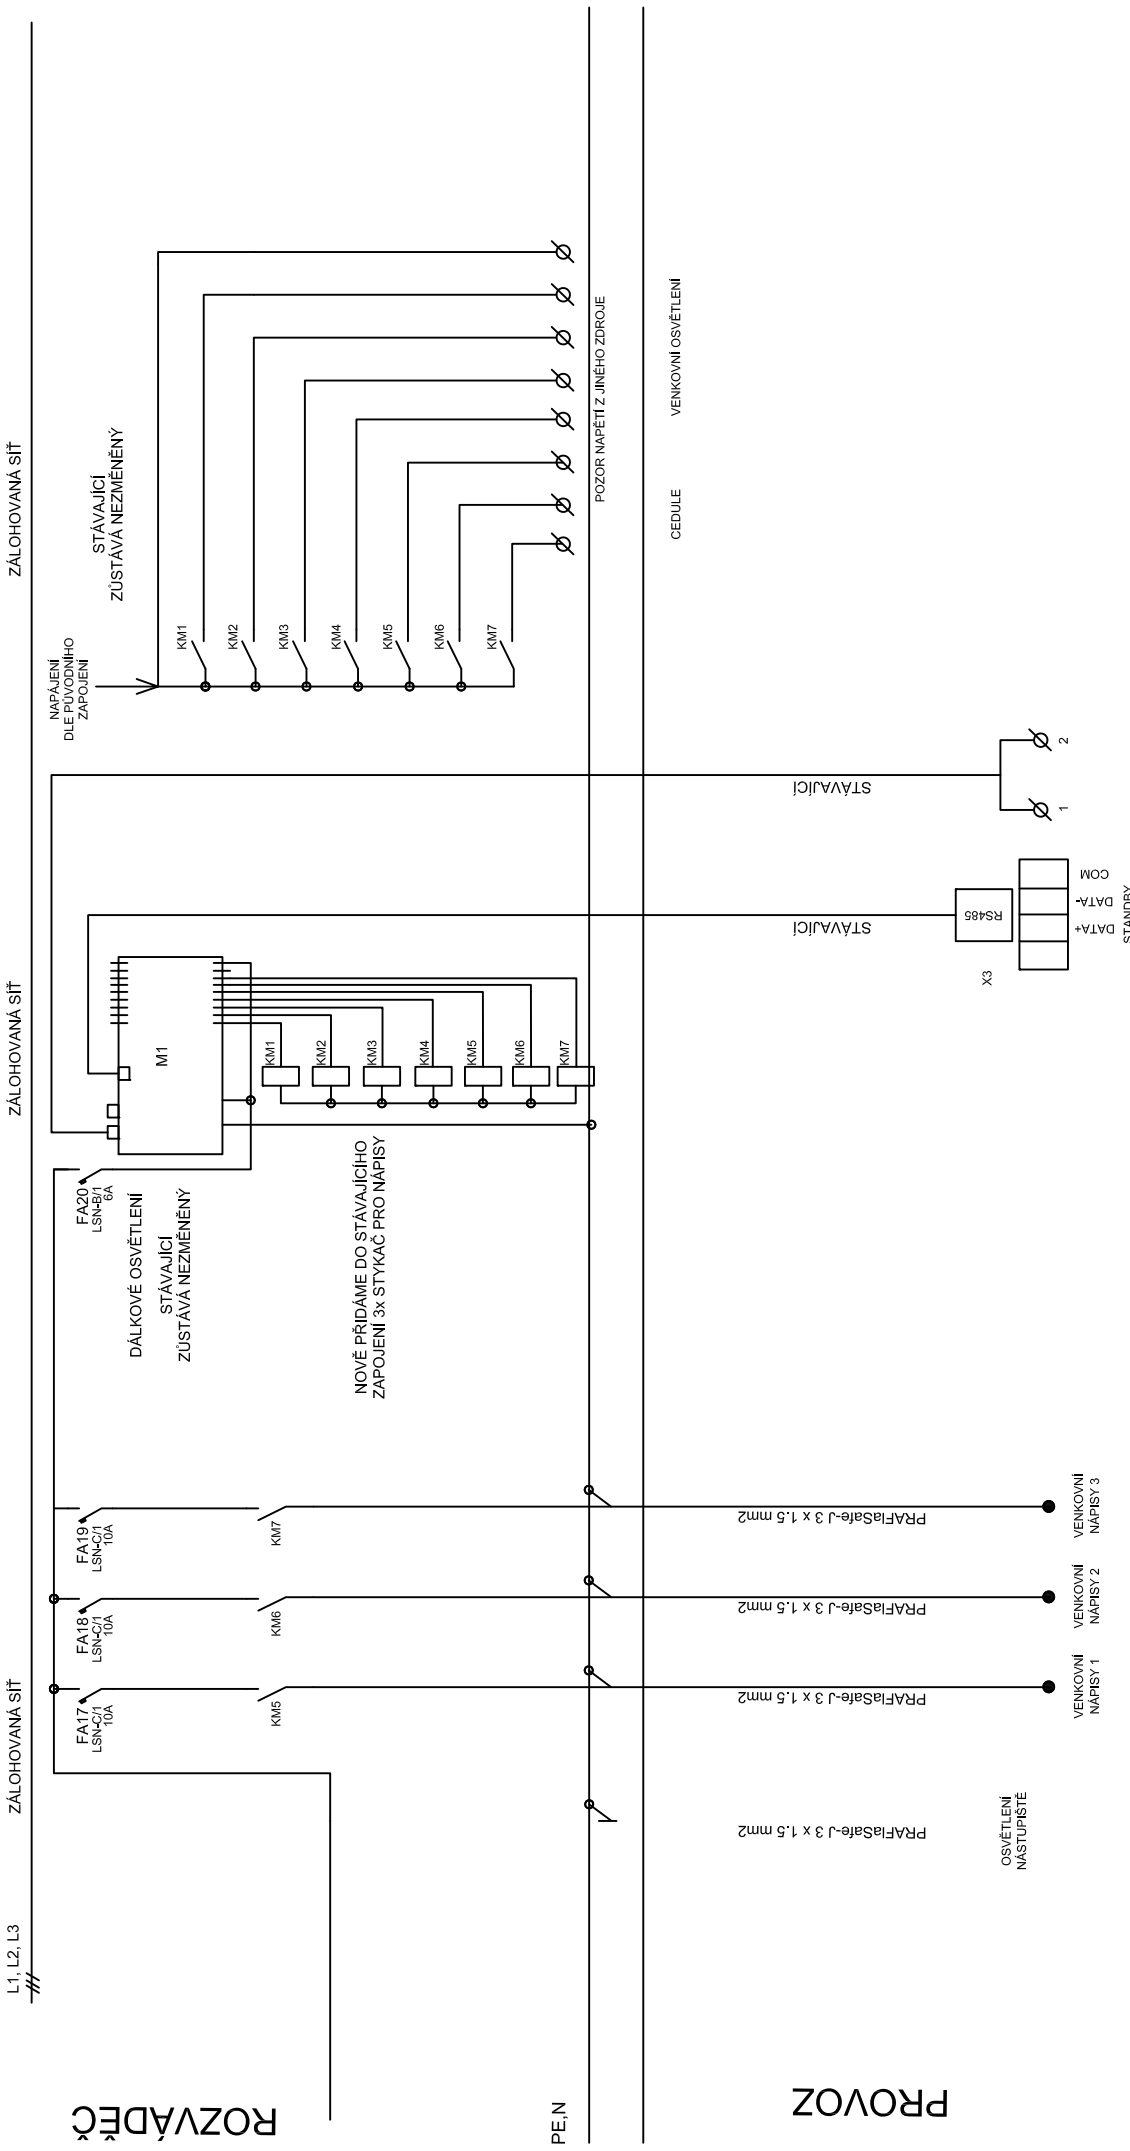 L1, L2, L3
ZÁLOHOVANÁ SÍŤ
ZÁLOHOVANÁ SÍŤ
ZÁLOHOVANÁ SÍŤ
ROZVÁDĚČ
FA17
LSN-C/1
10A
FA18
LSN-C/1
10A
FA19
LSN-C/1
10A
KM5
KM6
KM7
FA20
LSN-B/1
6A
DÁLKOVÉ OSVĚTLENÍ
STÁVAJÍCÍ
ZŮSTÁVÁ NEZMĚNĚNÝ
NOVĚ PŘIDÁME DO STÁVAJÍCÍHO
ZAPOJENÍ 3x STYKAČ PRO NÁPISY
M1
KM1
KM2
KM3
KM4
KM5
KM6
KM7
NAPÁJENÍ
DLE PŮVODNÍHO
ZAPOJENÍ
STÁVAJÍCÍ
ZŮSTÁVÁ NEZMĚNĚNÝ
KM1
KM2
KM3
KM4
KM5
KM6
KM7
PE,N
POZOR NAPĚTÍ Z JINÉHO ZDROJE
CEDULE
VENKOVNÍ OSVĚTLENÍ
PROVOZ
PRAFlaSafe-J 3 x 1.5 mm2
PRAFlaSafe-J 3 x 1.5 mm2
PRAFlaSafe-J 3 x 1.5 mm2
PRAFlaSafe-J 3 x 1.5 mm2
STÁVAJÍCÍ
STÁVAJÍCÍ
OSVĚTLENÍ
NÁSTUPIŠTĚ
VENKOVNÍ
NÁPISY 1
VENKOVNÍ
NÁPISY 2
VENKOVNÍ
NÁPISY 3
X3
RS485
DATA+
DATA-
COM
STANDBY
1
2